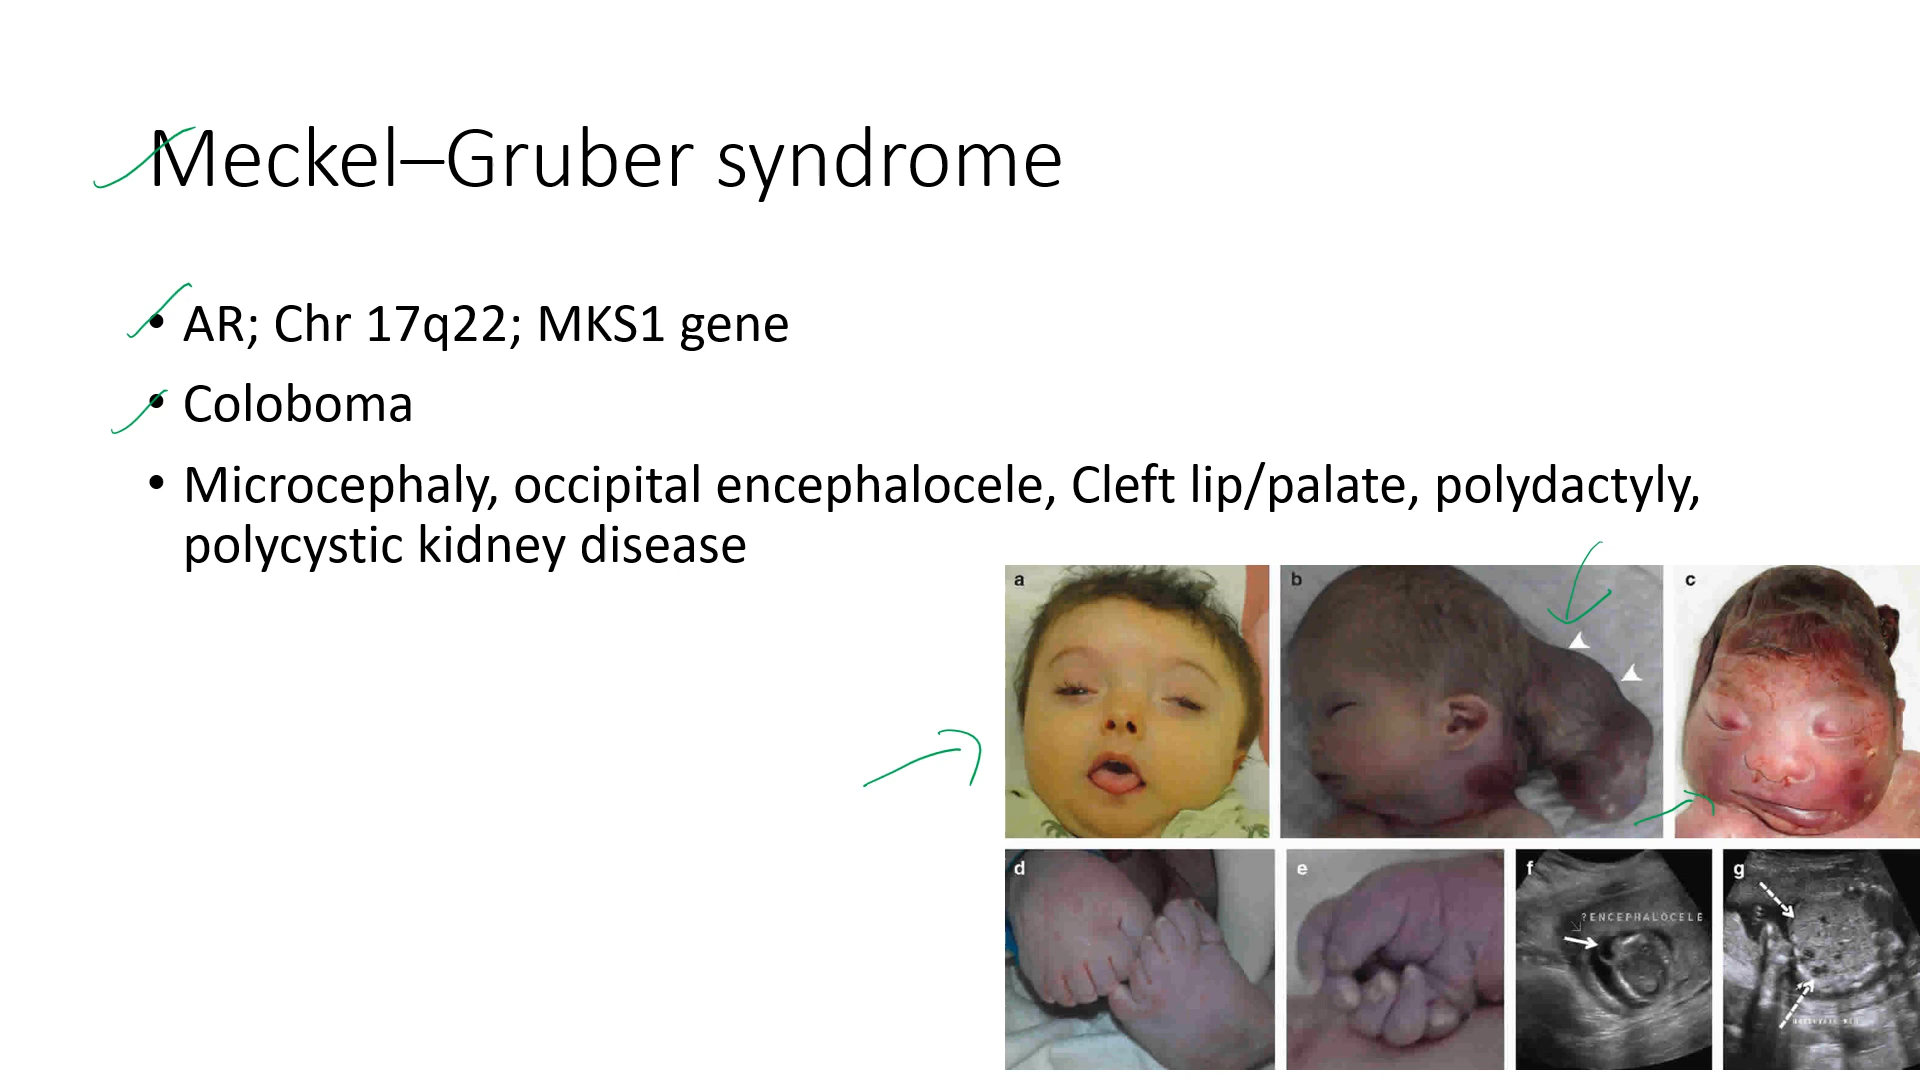 Meckel–Gruber syndrome
• AR; Chr 17q22; MKS1 gene
• Coloboma
• Microcephaly, occipital encephalocele, Cleft lip/palate, polydactyly,
polycystic kidney disease
a b c
d e f g
?ENCEPHALOCELE